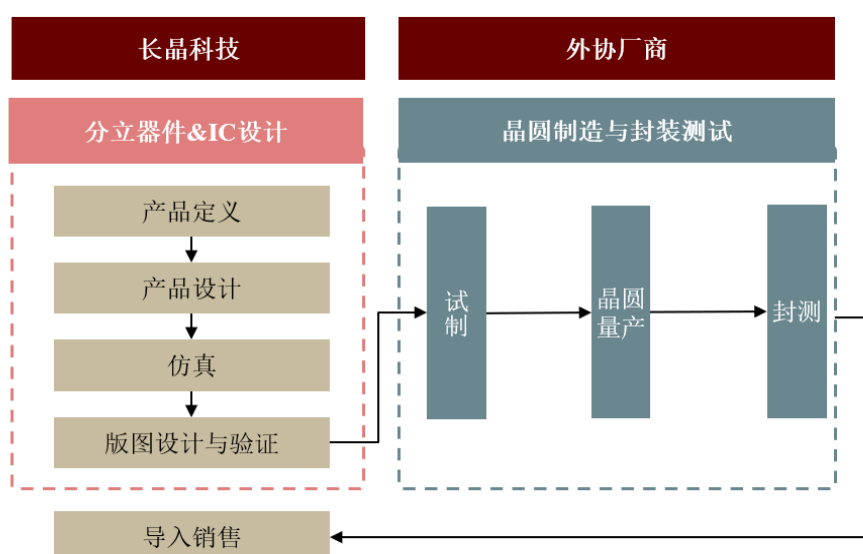 长晶科技
外协厂商
分立器件&IC设计
晶圆制造与封装测试
产品定义
产品设计
仿真
版图设计与验证
试
制
晶圆
量产
封测
导入销售